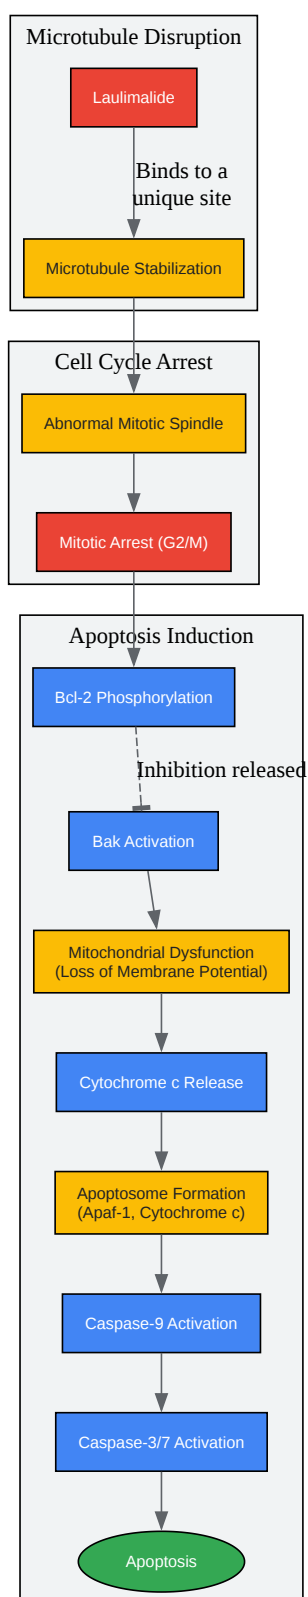 Microtubule Disruption
Laulimalide
Binds to a
unique site
Microtubule Stabilization
Cell Cycle Arrest
Abnormal Mitotic Spindle
Mitotic Arrest (G2/M)
Apoptosis Induction
Bcl-2 Phosphorylation
Inhibition released
Bak Activation
Mitochondrial Dysfunction
(Loss of Membrane Potential)
Cytochrome c Release
Apoptosome Formation
(Apaf-1, Cytochrome c)
Caspase-9 Activation
Caspase-3/7 Activation
Apoptosis